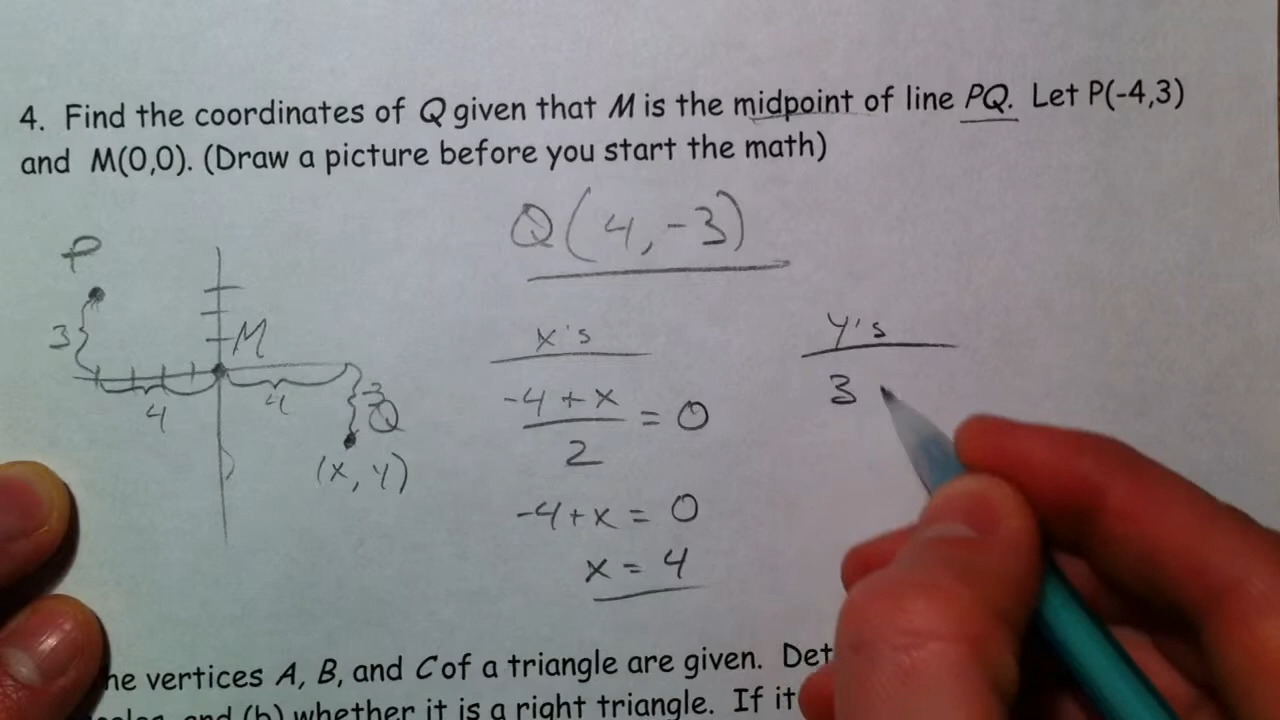 4. Find the coordinates of Q given that M is the midpoint of line PQ. Let P(-4,3)
and M(0,0). (Draw a picture before you start the math)
Q(4,-3)
P
3
M
4
4
3
Q
(x,y)
x's
-4+x
2
= 0
-4+x = 0
x = 4
y's
3
he vertices A, B, and C of a triangle are given. Det
and (b) whether it is a right triangle. If it